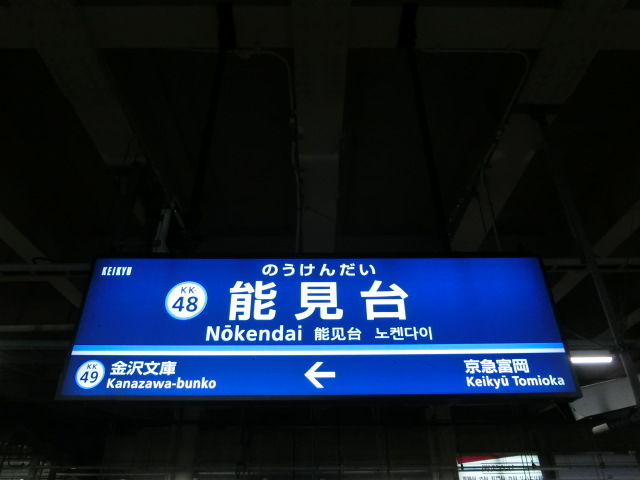 KEIKYU
のうけんだい
KK
48
能見台
Nōkendai 能见台 노켄다이
KK
49
金沢文庫
Kanazawa-bunko
←
京急富岡
Keikyū Tomioka